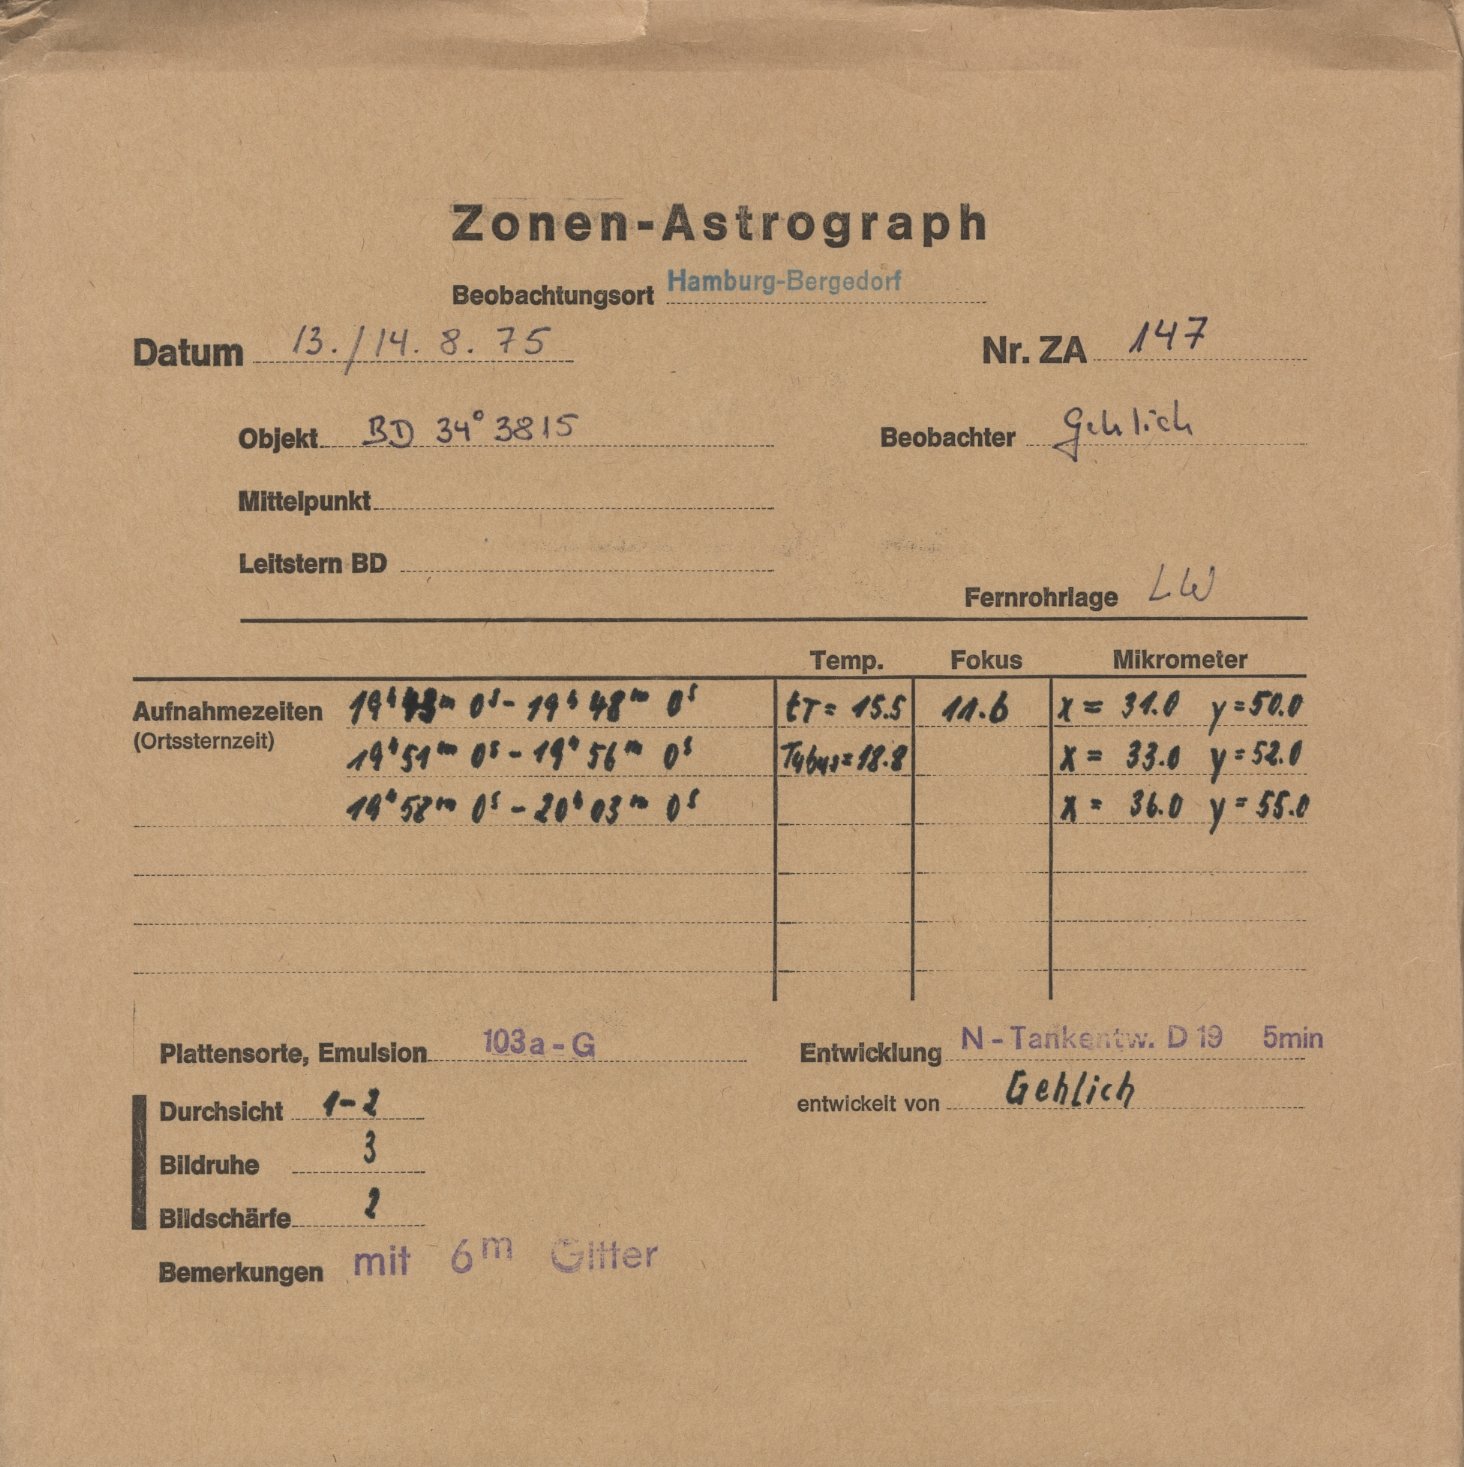 Zonen-Astrograph
Beobachtungsort Hamburg-Bergedorf
Datum 13./14. 8. 75 Nr. ZA 147
Objekt BD 34° 3815 Beobachter Gehlich
Mittelpunkt
Leitstern BD
Fernrohrlage LW
Temp. Fokus Mikrometer
Aufnahmezeiten 19h 43m 0s - 19h 48m 0s tT = 15.5 11.6 x = 31.0 y = 50.0
(Ortssternzeit) 19h 51m 0s - 19h 56m 0s Tubus = 18.8 x = 33.0 y = 52.0
19h 58m 0s - 20h 03m 0s x = 36.0 y = 55.0
Plattensorte, Emulsion 103a-G Entwicklung N-Tankentw. D 19 5min
Durchsicht 1-2 entwickelt von Gehlich
Bildruhe 3
Bildschärfe 2
Bemerkungen mit 6m Gitter